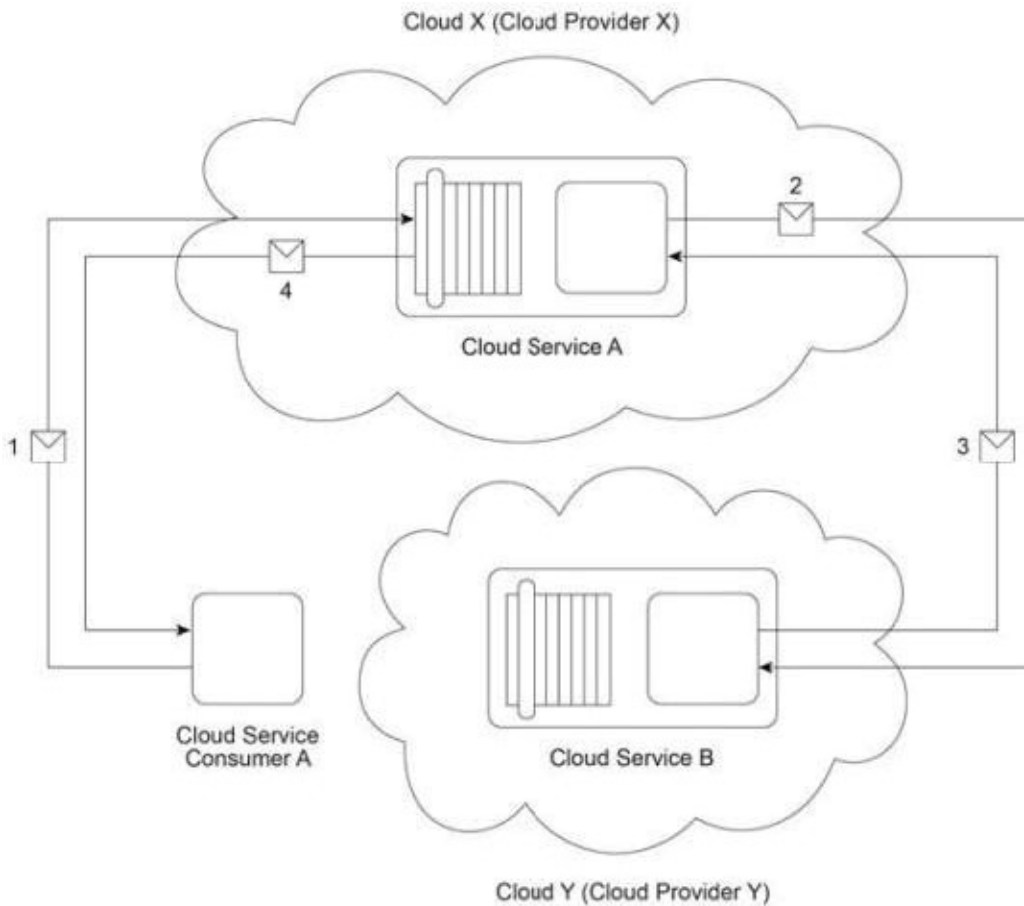 Cloud X (Cloud Provider X)
2
4
Cloud Service A
1
3
Cloud Service
Consumer A
Cloud Service B
Cloud Y (Cloud Provider Y)